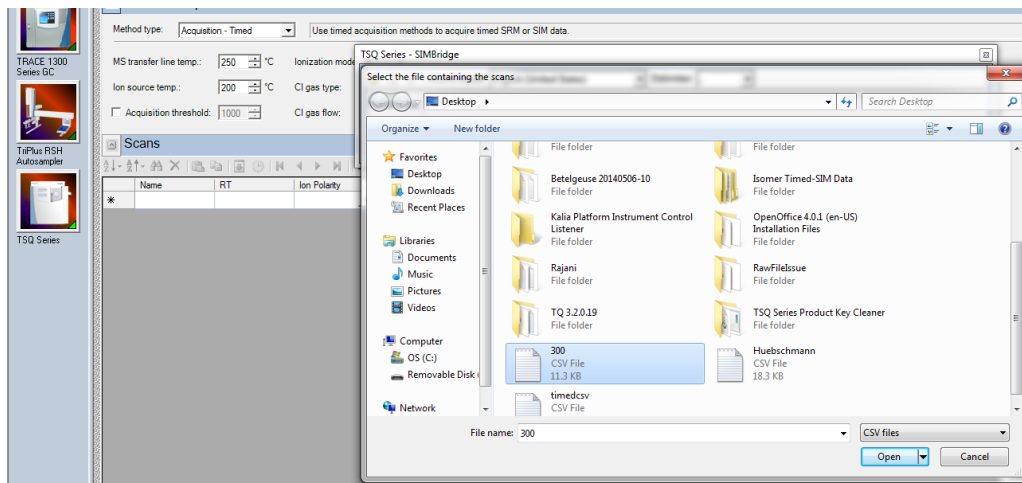 Method type: Acquisition - Timed Use timed acquisition methods to acquire timed SRM or SIM data.
TRACE 1300
Series GC
MS transfer line temp.: 250 °C Ionization mode
TSQ Series - SIMBridge
Select the file containing the scans
Ion source temp.: 200 °C CI gas type:
Acquisition threshold: 1000 CI gas flow:
Desktop Search Desktop
Organize New folder
TriPlus RSH
Autosampler
Scans
Name RT Ion Polarity
TSQ Series
Favorites
Desktop
Downloads
Recent Places
Libraries
Documents
Music
Pictures
Videos
Computer
OS (C:)
Removable Disk
Network
File folder
File folder
Betelgeuse 20140506-10
File folder
Isomer Timed-SIM Data
File folder
Kalia Platform Instrument Control
Listener
File folder
OpenOffice 4.0.1 (en-US)
Installation Files
File folder
Rajani
File folder
RawFileIssue
File folder
TQ 3.2.0.19
File folder
TSQ Series Product Key Cleaner
File folder
300
CSV File
11.3 KB
Huebschmann
CSV File
18.3 KB
timedcsv
CSV File
File name: 300 CSV files
Open Cancel